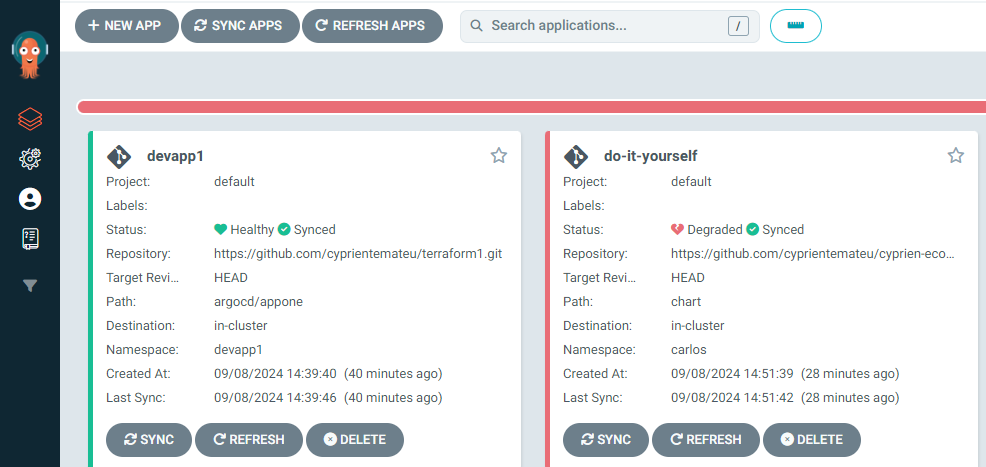 NEW APP SYNC APPS REFRESH APPS Search applications... /
devapp1
Project: default
Labels:
Status: Healthy Synced
Repository: https://github.com/cyprientemateu/terraform1.git
Target Revi... HEAD
Path: argocd/appone
Destination: in-cluster
Namespace: devapp1
Created At: 09/08/2024 14:39:40 (40 minutes ago)
Last Sync: 09/08/2024 14:39:46 (40 minutes ago)
SYNC REFRESH DELETE
do-it-yourself
Project: default
Labels:
Status: Degraded Synced
Repository: https://github.com/cyprientemateu/cyprien-eco...
Target Revi... HEAD
Path: chart
Destination: in-cluster
Namespace: carlos
Created At: 09/08/2024 14:51:39 (28 minutes ago)
Last Sync: 09/08/2024 14:51:42 (28 minutes ago)
SYNC REFRESH DELETE